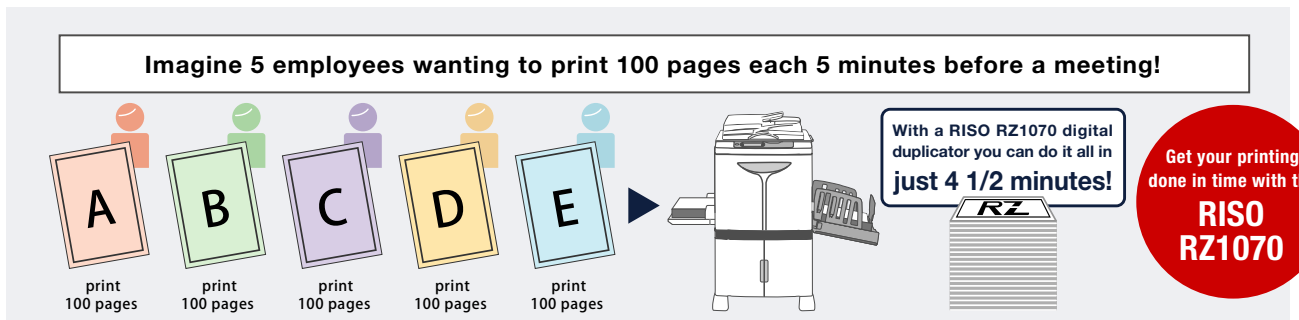 Imagine 5 employees wanting to print 100 pages each 5 minutes before a meeting!
A
B
C
D
E
print
100 pages
print
100 pages
print
100 pages
print
100 pages
print
100 pages
With a RISO RZ1070 digital
duplicator you can do it all in
just 4 1/2 minutes!
RZ
Get your printing
done in time with
RISO
RZ1070